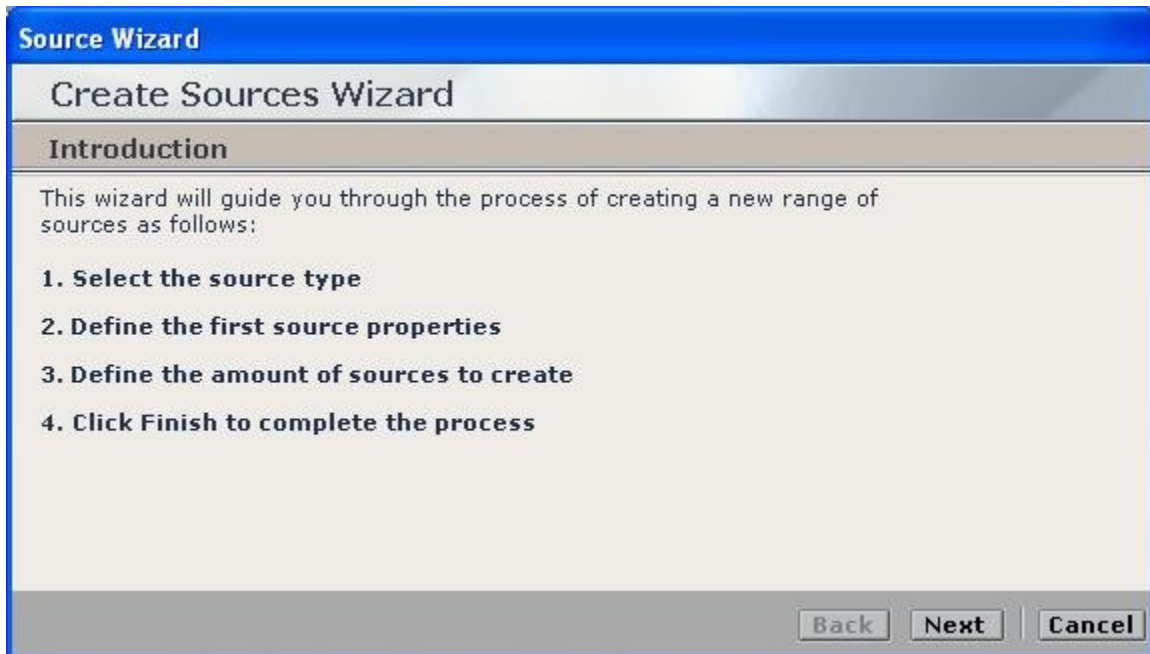 Source Wizard
Create Sources Wizard
Introduction
This wizard will guide you through the process of creating a new range of
sources as follows:
1. Select the source type
2. Define the first source properties
3. Define the amount of sources to create
4. Click Finish to complete the process
Back Next Cancel